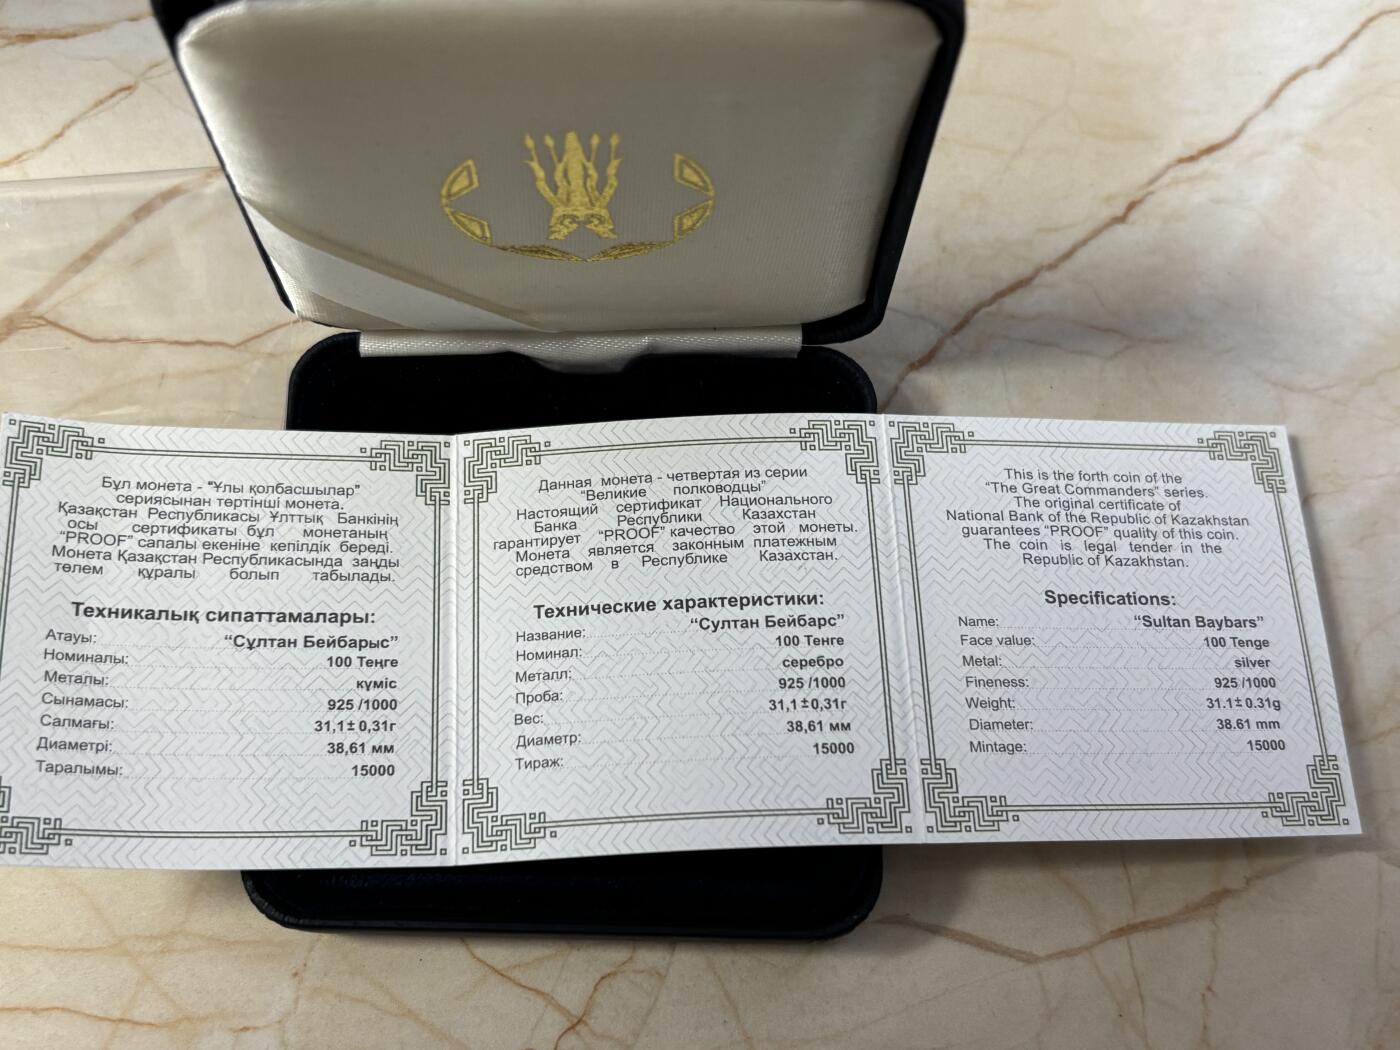 Бұл монета - "Ұлы қолбасшылар"
сериясынан төртінші монета.
Қазақстан Республикасы Ұлттық Банкінің
осы сертификаты бұл монетаның
"PROOF" сапалы екеніне кепілдік береді.
Монета Қазақстан Республикасында заңды
төлем құралы болып табылады.
Техникалық сипаттамалары:
Атауы: "Сұлтан Бейбарыс"
Номиналы: 100 Теңге
Металы: күміс
Сынамасы: 925 /1000
Салмағы: 31,1±0,31г
Диаметрі: 38,61 мм
Таралымы: 15000
Данная монета - четвертая из серии
"Великие полководцы"
Настоящий сертификат Национального
Банка Республики Казахстан
гарантирует "PROOF" качество этой монеты.
Монета является законным платежным
средством в Республике Казахстан.
Технические характеристики:
Название: "Султан Бейбарс"
Номинал: 100 Тенге
Металл: серебро
Проба: 925 /1000
Вес: 31,1±0,31г
Диаметр: 38,61 мм
Тираж: 15000
This is the forth coin of the
"The Great Commanders" series.
The original certificate of
National Bank of the Republic of Kazakhstan
guarantees "PROOF" quality of this coin.
The coin is legal tender in the
Republic of Kazakhstan.
Specifications:
Name: "Sultan Baybars"
Face value: 100 Tenge
Metal: silver
Fineness: 925 /1000
Weight: 31.1±0.31g
Diameter: 38.61 mm
Mintage: 15000